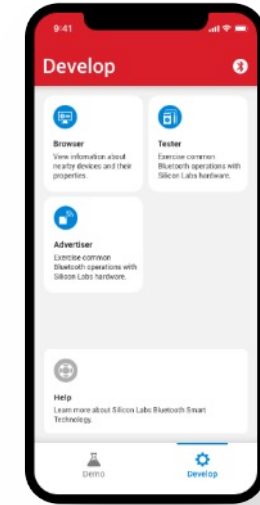 9:41
Develop
Browser
View infomation about
nearby devices and their
properties.
Tester
Exercise common
Bluetooth operations with
Silicon Labs hardware.
Advertiser
Exercise common
Bluetooth operations with
Silicon Labs hardware.
Help
Learn more about Silicon Labs Bluetooth Smart
Technology.
Demo
Develop